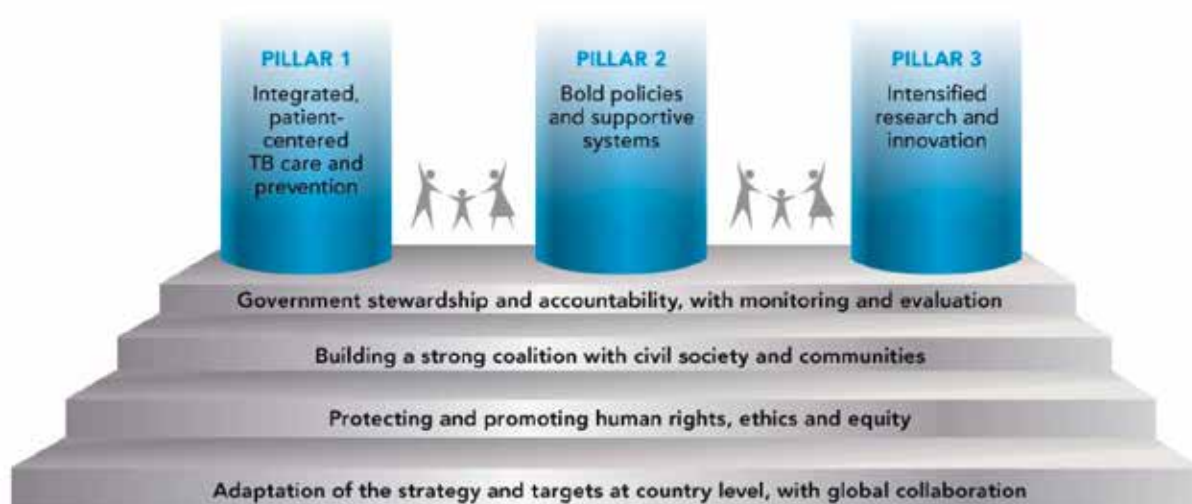 PILLAR 1
Integrated,
patient-
centered
TB care and
prevention
PILLAR 2
Bold policies
and supportive
systems
PILLAR 3
Intensified
research and
innovation
Government stewardship and accountability, with monitoring and evaluation
Building a strong coalition with civil society and communities
Protecting and promoting human rights, ethics and equity
Adaptation of the strategy and targets at country level, with global collaboration